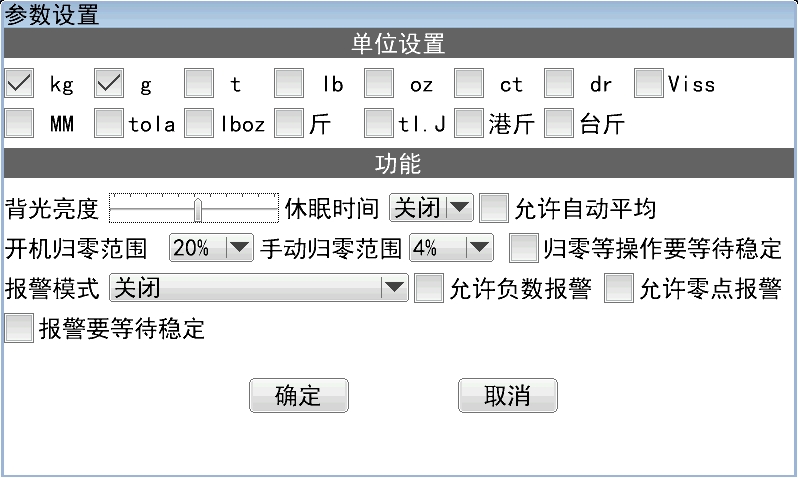 参数设置
单位设置
kg g t lb oz ct dr Viss
MM tola lboz 斤 tl.J 港斤 台斤
功能
背光亮度 休眠时间 关闭 允许自动平均
开机归零范围 20% 手动归零范围 4% 归零等操作要等待稳定
报警模式 关闭 允许负数报警 允许零点报警
报警要等待稳定
确定 取消